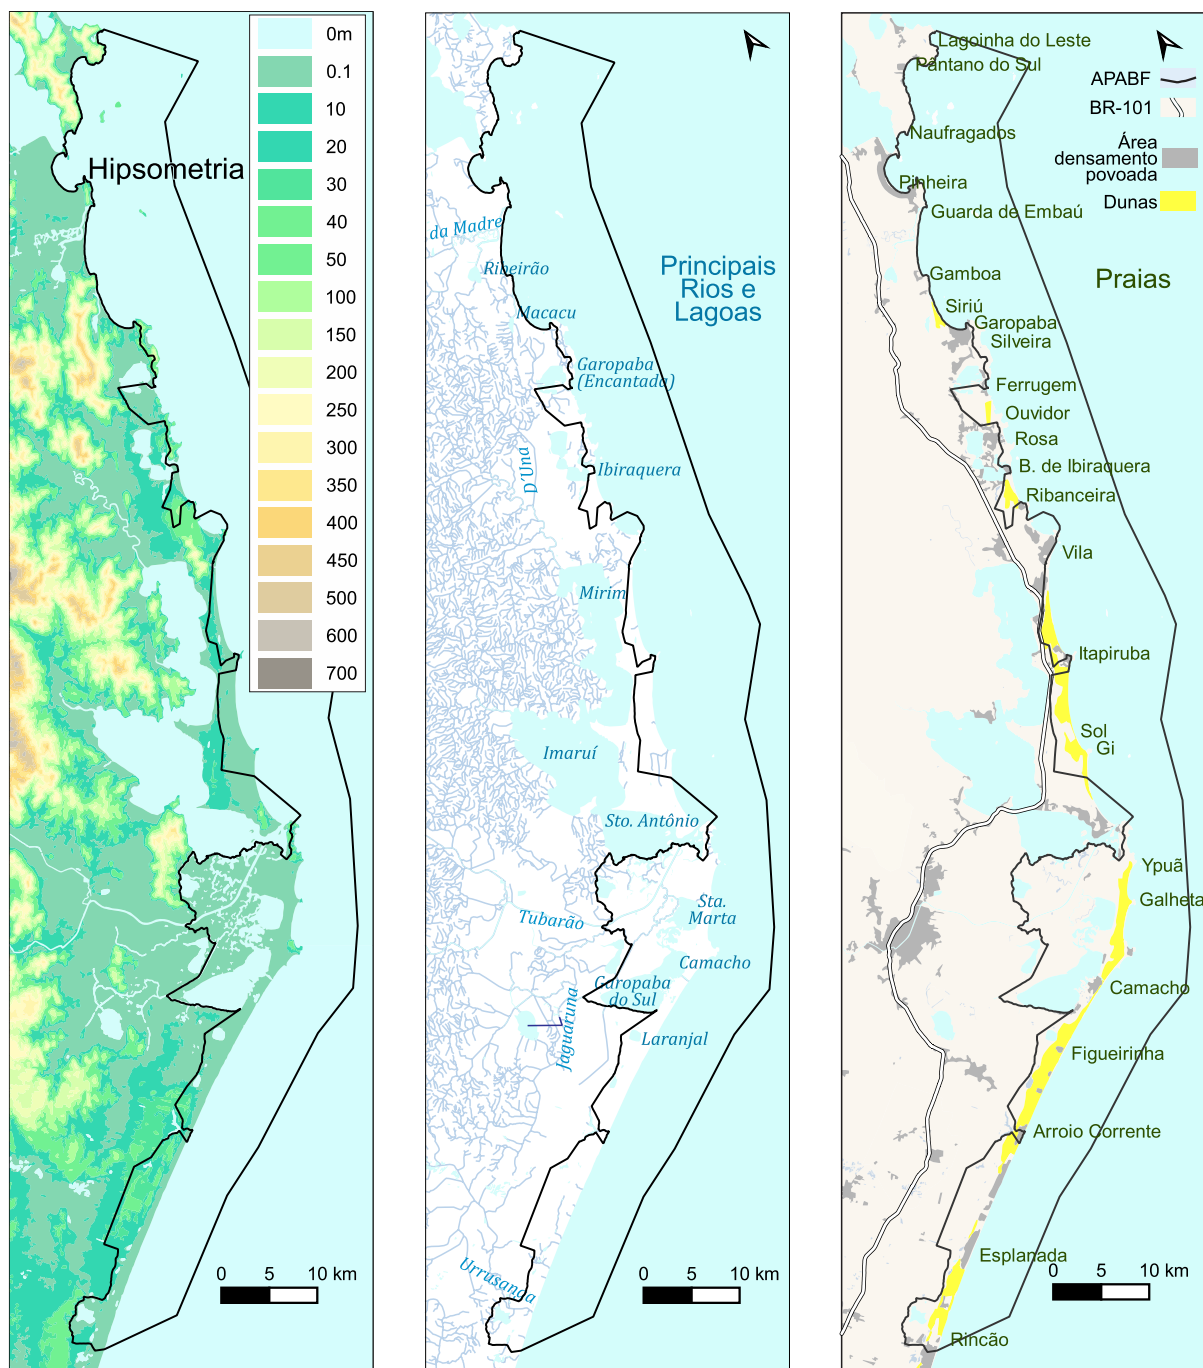 Hipsometria
0m
0.1
10
20
30
40
50
100
150
200
250
300
350
400
450
500
600
700
0 5 10 km
da Madre
Ribeirão
Macacu
Principais
Rios e
Lagoas
Garopaba
(Encantada)
D'Una
Ibiraquera
Mirim
Imaruí
Sto. Antônio
Sta.
Marta
Tubarão
Camacho
Garopaba
do Sul
Jaguaruna
Laranjal
Urrusanga
0 5 10 km
Lagoinha do Leste
Pântano do Sul
APABF
BR-101
Naufragados
Área
densamento
povoada
Pinheira
Dunas
Guarda de Embaú
Gamboa
Praias
Siriú
Garopaba
Silveira
Ferrugem
Ouvidor
Rosa
B. de Ibiraquera
Ribanceira
Vila
Itapiruba
Sol
Gi
Ypuã
Galheta
Camacho
Figueirinha
Arroio Corrente
Esplanada
0 5 10 km
Rincão